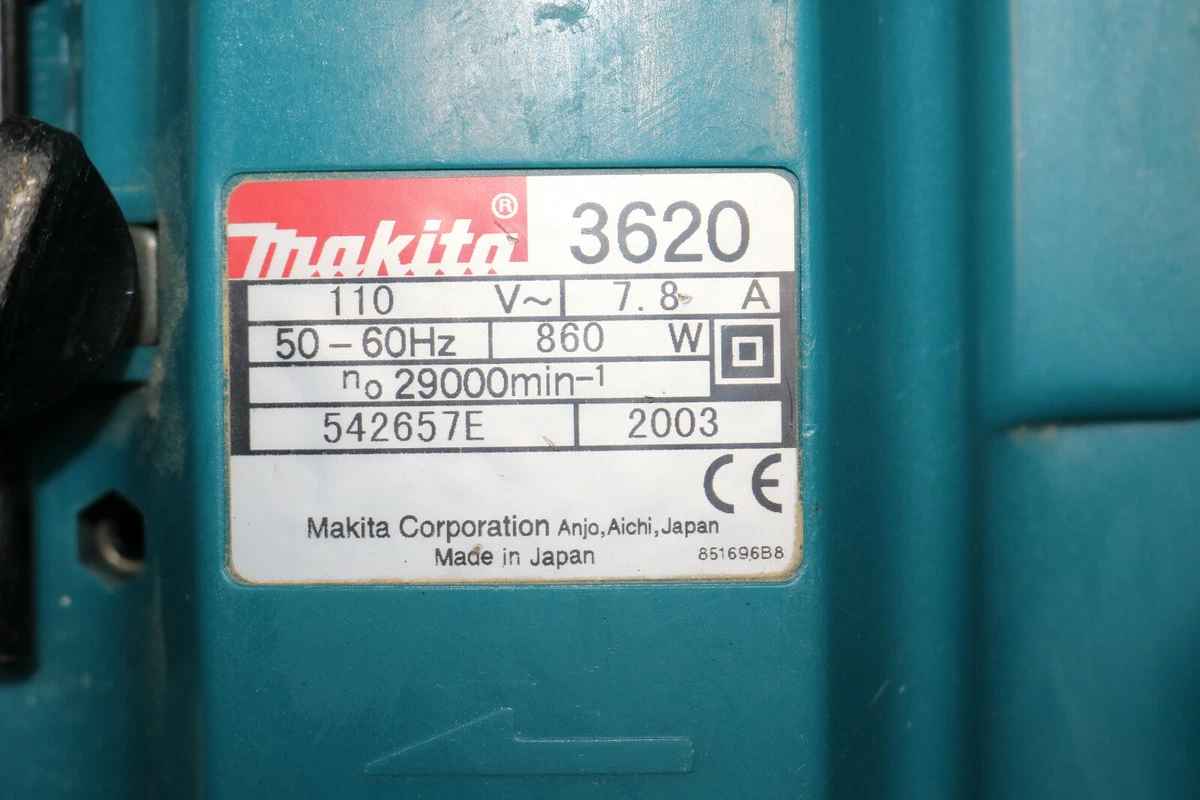 makita® 3620
110 V~ 7.8 A
50-60Hz 860 W
no 29000min-1
542657E 2003
CE
Makita Corporation Anjo, Aichi, Japan
Made in Japan 851696B8